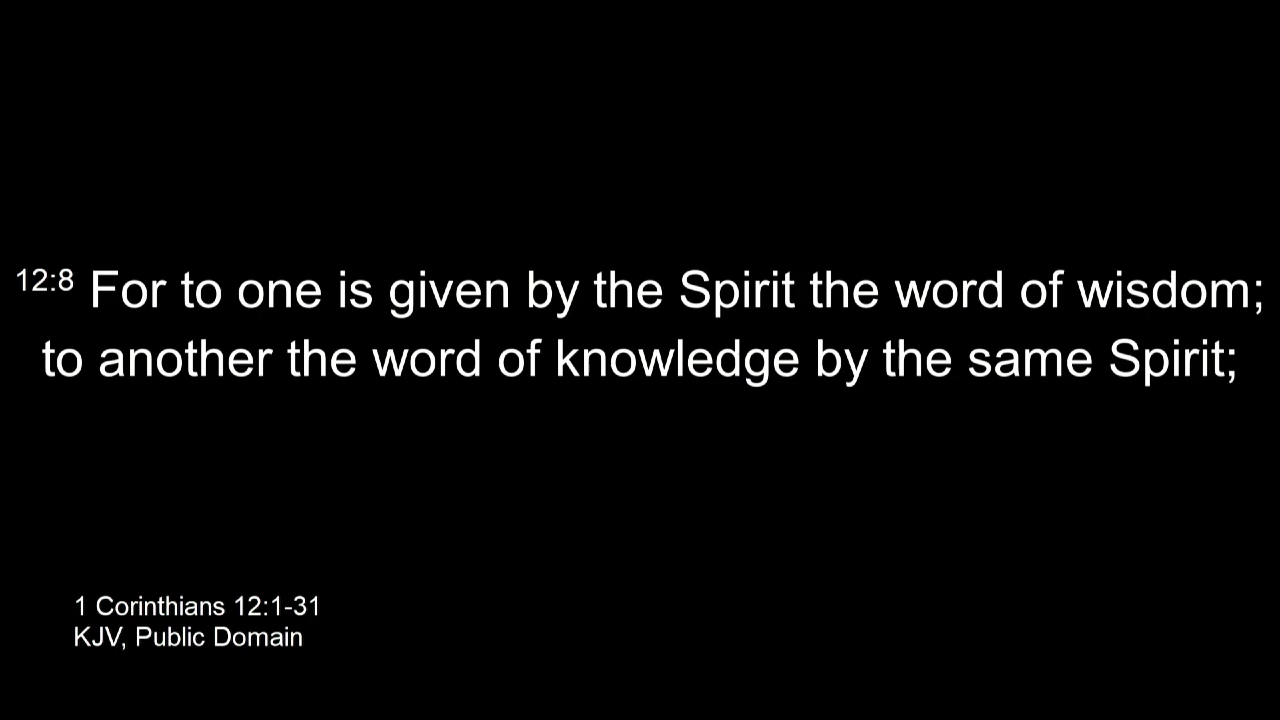 12:8 For to one is given by the Spirit the word of wisdom;
to another the word of knowledge by the same Spirit;
1 Corinthians 12:1-31
KJV, Public Domain